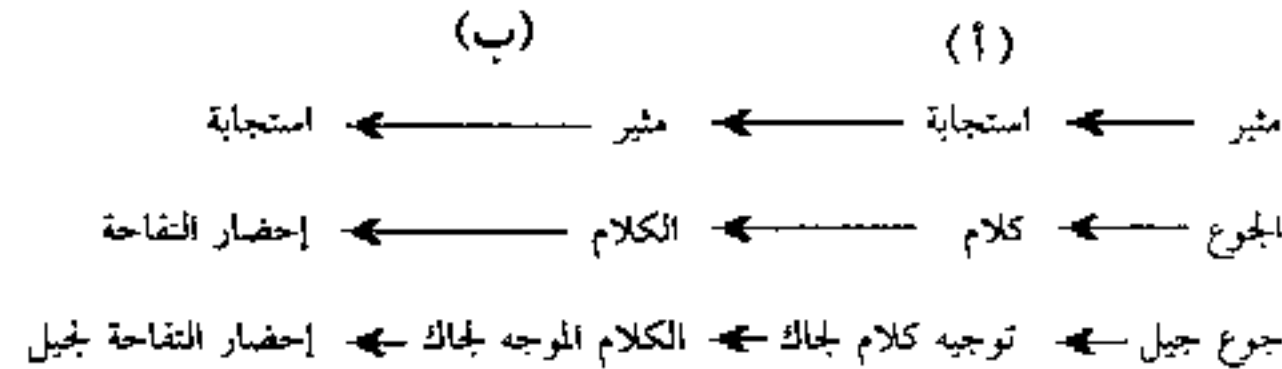 (أ) (ب)
مثير استجابة مثير استجابة
الجوع كلام الكلام إحضار التفاحة
جوع جيل توجيه كلام لجاك الكلام الموجه لجاك إحضار التفاحة لجيل